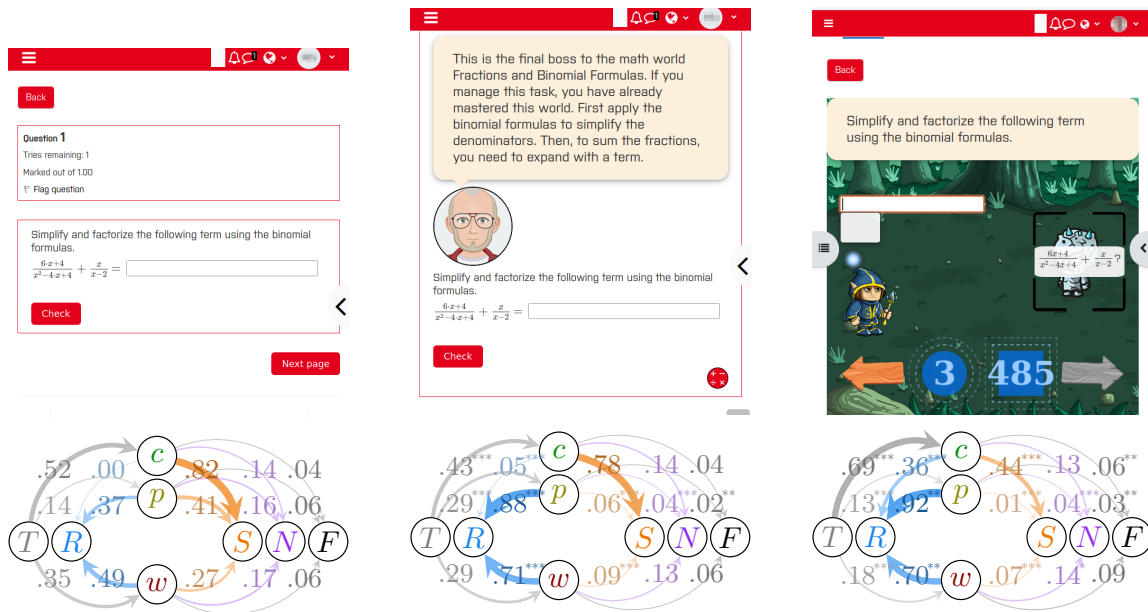 1
Back
Question 1
Tries remaining: 1
Marked out of 1.00
Flag question
Simplify and factorize the following term using the binomial
formulas.
6·x+4/x²−4·x+4 + x/x−2 =
Check
Next page
.52 .00 c .82 .14 .04
.14 .37 p .41 .16 .06
T R S N F
.35 .49 w .27 .17 .06
1
This is the final boss to the math world
Fractions and Binomial Formulas. If you
manage this task, you have already
mastered this world. First apply the
binomial formulas to simplify the
denominators. Then, to sum the fractions,
you need to expand with a term.
Simplify and factorize the following term using the binomial
formulas.
6·x+4/x²−4·x+4 + x/x−2 =
Check
+ − ÷ ×
.43*** .05*** c .78 .14 .04
.29*** .88*** p .06*** .04*** .02**
T R S N F
.29 .71*** w .09*** .13 .06
Back
Simplify and factorize the following term
using the binomial formulas.
6x+4/x²−4x+4 + x/x−2 ?
3 485
.69*** .36*** c .44*** .13 .06**
.13*** .92*** p .01*** .04*** .03**
T R S N F
.18** .70** w .07*** .14* .09